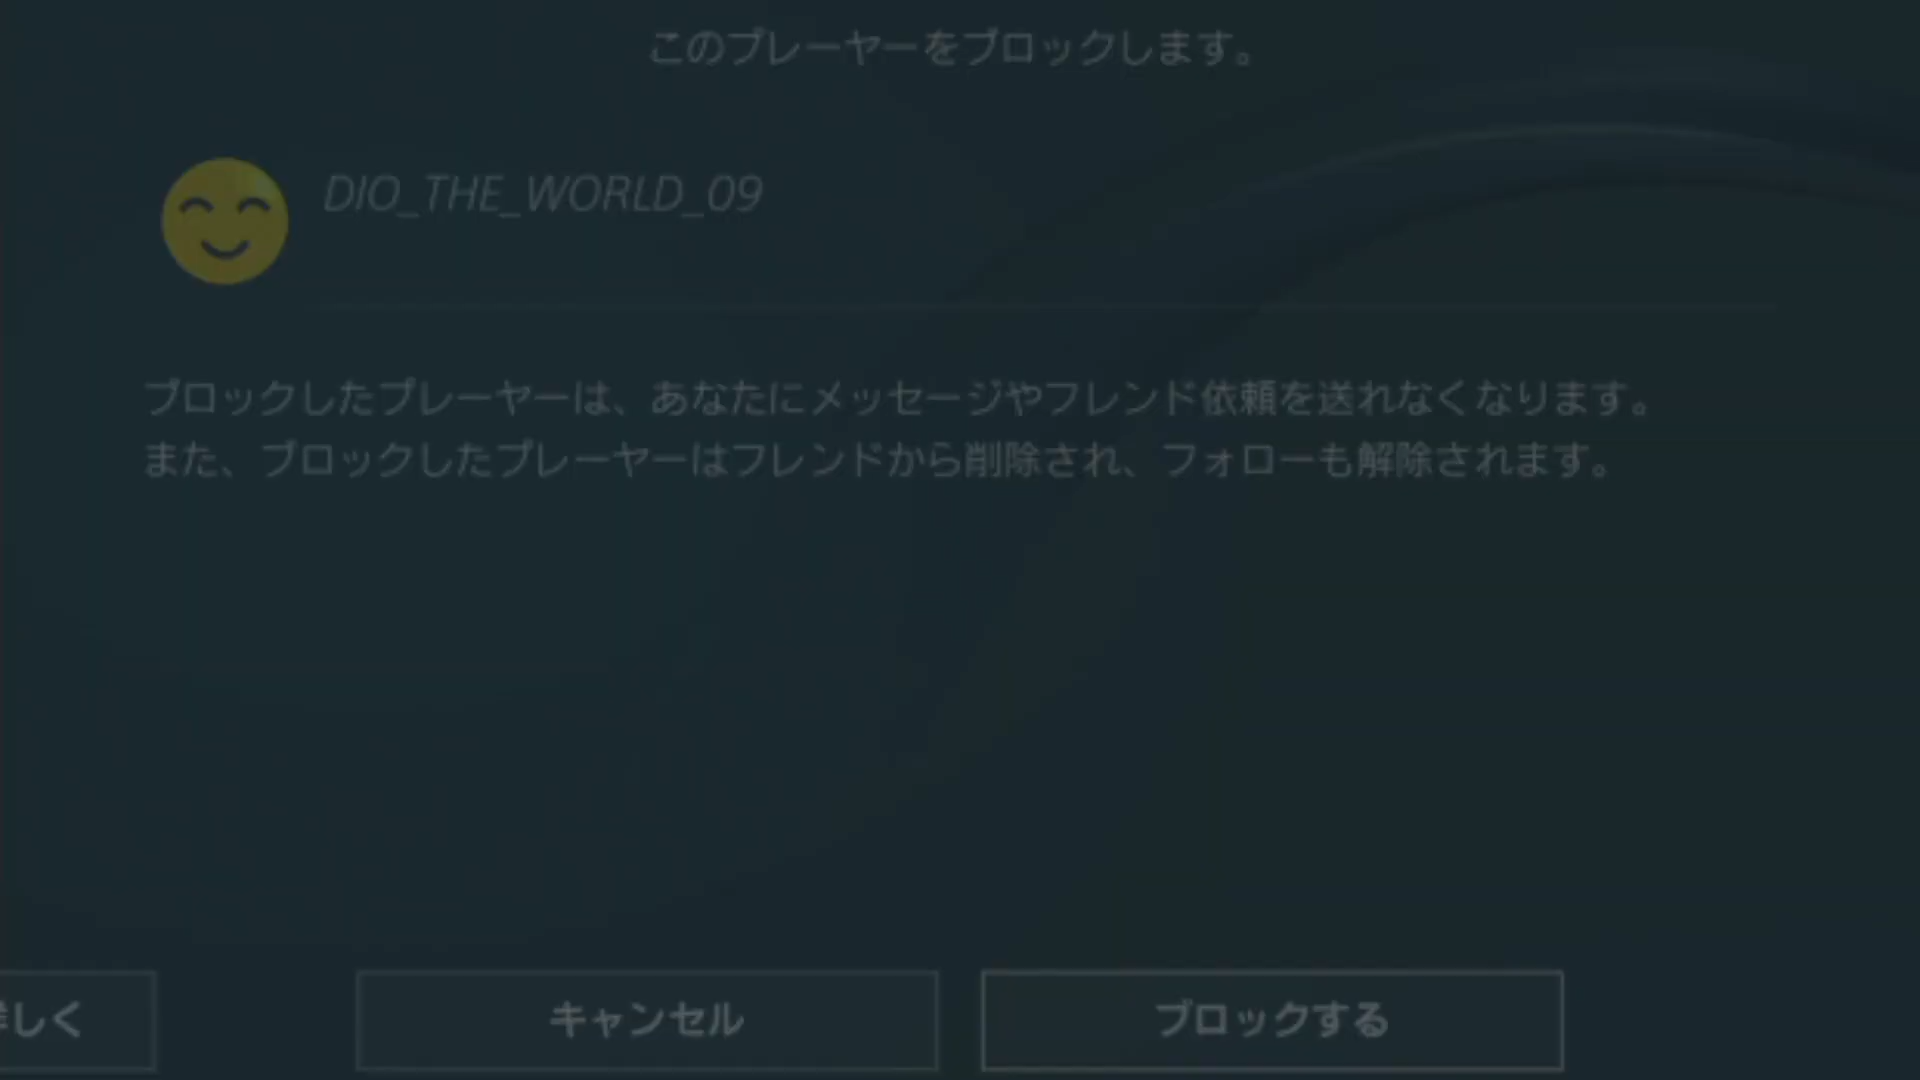 このプレーヤーをブロックします。
DIO_THE_WORLD_09
ブロックしたプレーヤーは、あなたにメッセージやフレンド依頼を送れなくなります。
また、ブロックしたプレーヤーはフレンドから削除され、フォローも解除されます。
詳しく
キャンセル
ブロックする